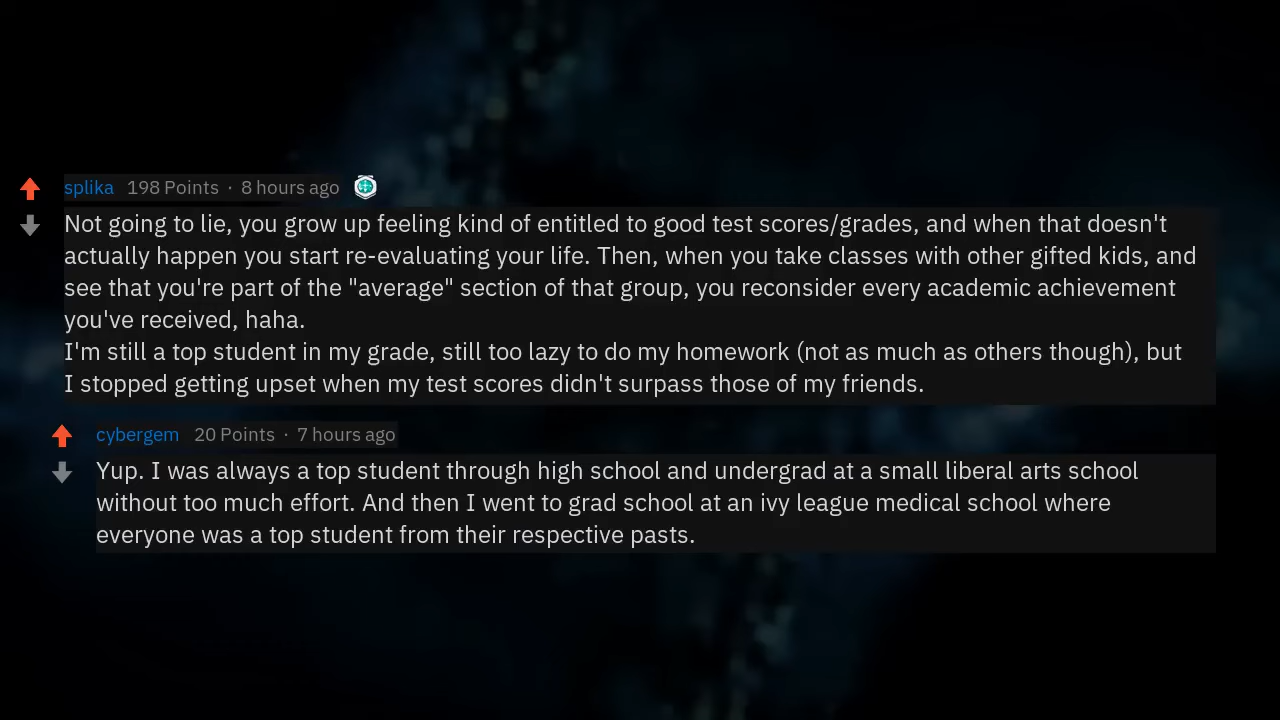 splika 198 Points · 8 hours ago
Not going to lie, you grow up feeling kind of entitled to good test scores/grades, and when that doesn't
actually happen you start re-evaluating your life. Then, when you take classes with other gifted kids, and
see that you're part of the "average" section of that group, you reconsider every academic achievement
you've received, haha.
I'm still a top student in my grade, still too lazy to do my homework (not as much as others though), but
I stopped getting upset when my test scores didn't surpass those of my friends.
cybergem 20 Points · 7 hours ago
Yup. I was always a top student through high school and undergrad at a small liberal arts school
without too much effort. And then I went to grad school at an ivy league medical school where
everyone was a top student from their respective pasts.